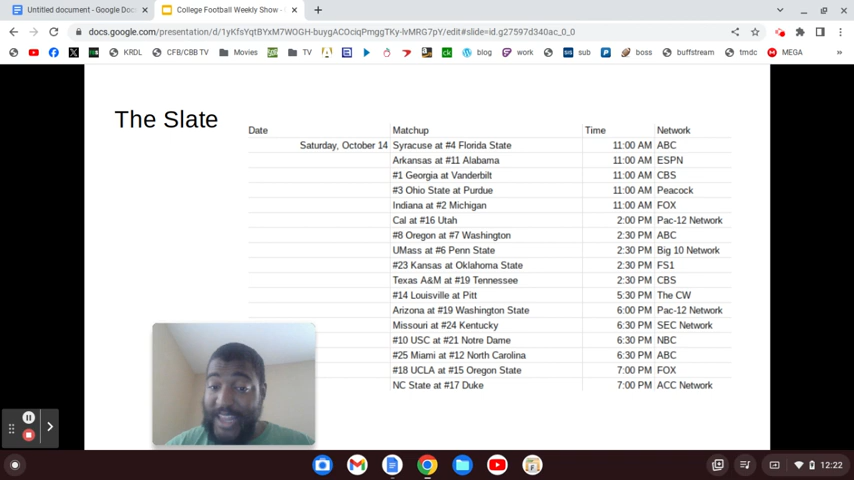 Untitled document - Google Doc
College Football Weekly Show -
docs.google.com/presentation/d/1yKfsYqtBYxM7WOGH-buygACOciqPmggTKy-lvMRG7pY/edit#slide=id.g27597d340ac_0_0
KRDL CFB/CBB TV Movies TV blog work sub boss buffstream tmdc MEGA
The Slate
Date Matchup Time Network
Saturday, October 14 Syracuse at #4 Florida State 11:00 AM ABC
Arkansas at #11 Alabama 11:00 AM ESPN
#1 Georgia at Vanderbilt 11:00 AM CBS
#3 Ohio State at Purdue 11:00 AM Peacock
Indiana at #2 Michigan 11:00 AM FOX
Cal at #16 Utah 2:00 PM Pac-12 Network
#8 Oregon at #7 Washington 2:30 PM ABC
UMass at #6 Penn State 2:30 PM Big 10 Network
#23 Kansas at Oklahoma State 2:30 PM FS1
Texas A&M at #19 Tennessee 2:30 PM CBS
#14 Louisville at Pitt 5:30 PM The CW
Arizona at #19 Washington State 6:00 PM Pac-12 Network
Missouri at #24 Kentucky 6:30 PM SEC Network
#10 USC at #21 Notre Dame 6:30 PM NBC
#25 Miami at #12 North Carolina 6:30 PM ABC
#18 UCLA at #15 Oregon State 7:00 PM FOX
NC State at #17 Duke 7:00 PM ACC Network
12:22